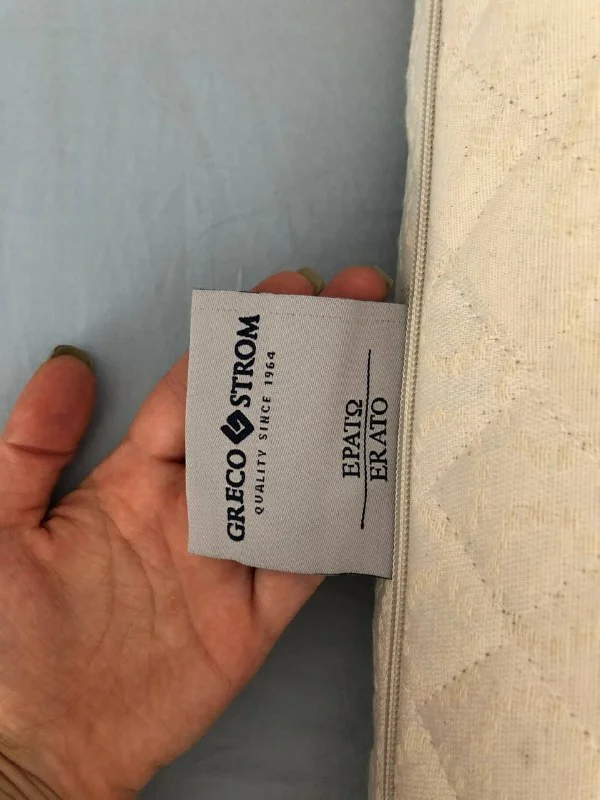 GRECO STROM
QUALITY SINCE 1964
ΕΡΑΤΩ
ERATO